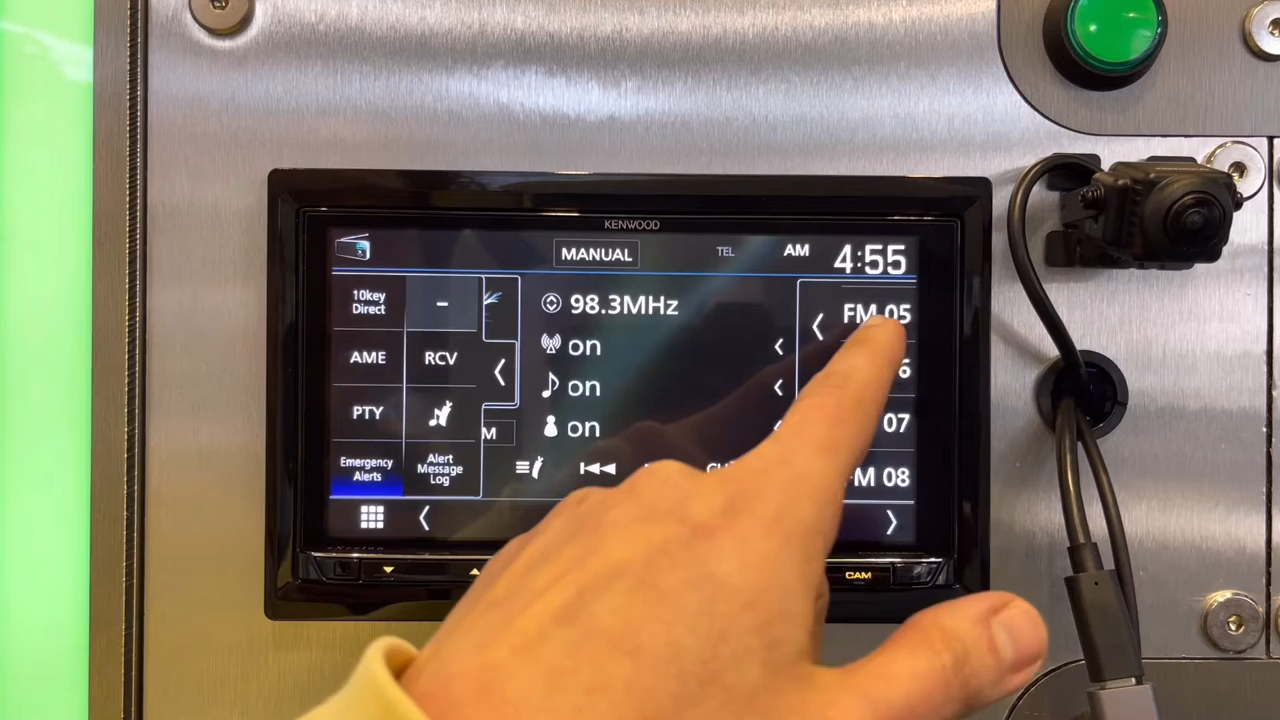 KENWOOD
MANUAL
TEL
AM
4:55
10key
Direct
-
98.3MHz
FM 05
on
AME
RCV
on
6
PTY
on
07
M
Emergency
Alerts
Alert
Message
Log
M 08
CAM